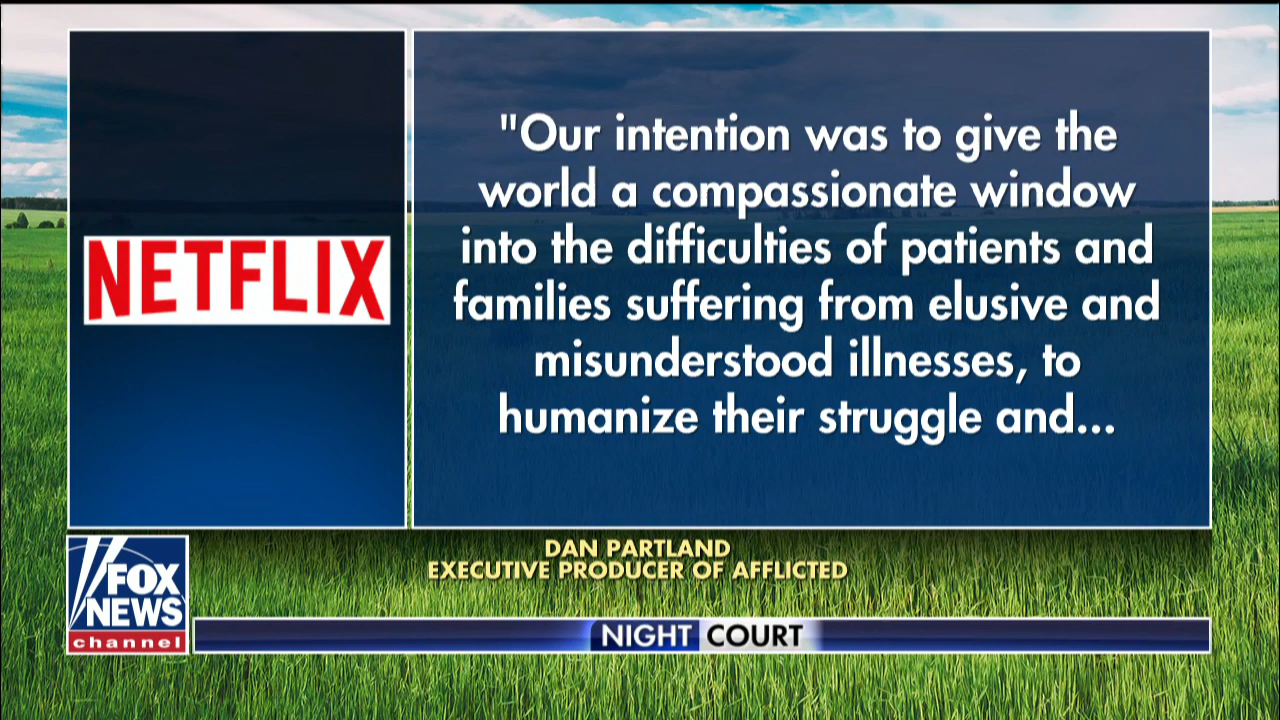 NETFLIX
"Our intention was to give the
world a compassionate window
into the difficulties of patients and
families suffering from elusive and
misunderstood illnesses, to
humanize their struggle and...
DAN PARTLAND
EXECUTIVE PRODUCER OF AFFLICTED
FOX
NEWS
channel
NIGHT COURT